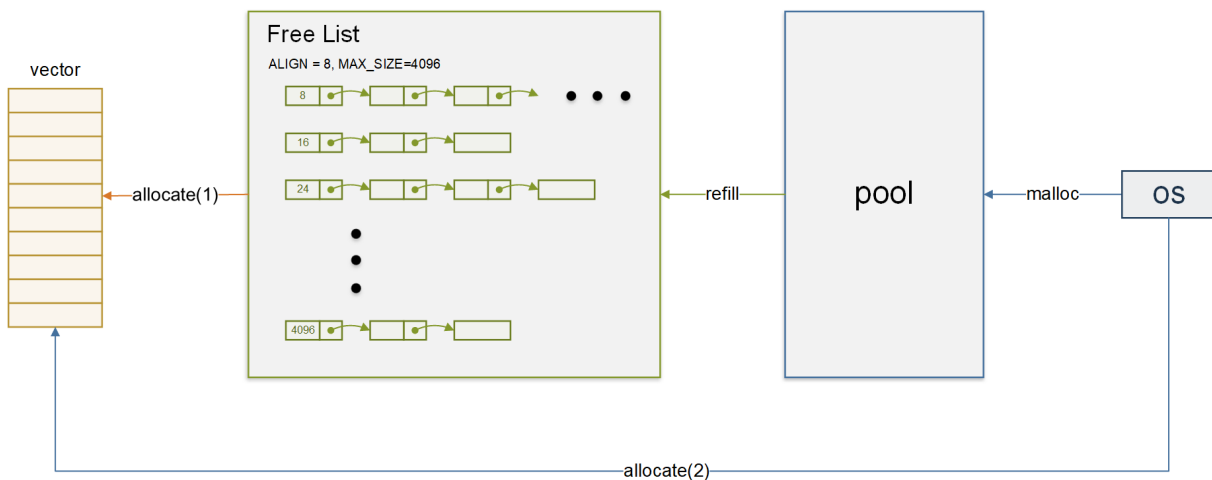 Free List
ALIGN = 8, MAX_SIZE=4096
vector
8
16
24
allocate(1)
refill
pool
malloc
OS
4096
allocate(2)